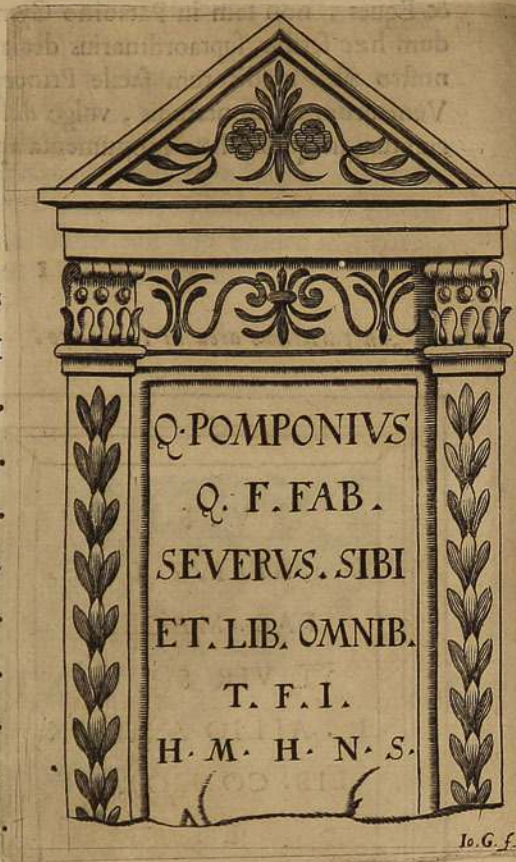 Q·POMPONIVS
Q. F. FAB.
SEVERVS. SIBI
ET. LIB. OMNIB.
T. F. I.
H· M· H· N· S·
Io. G. f.